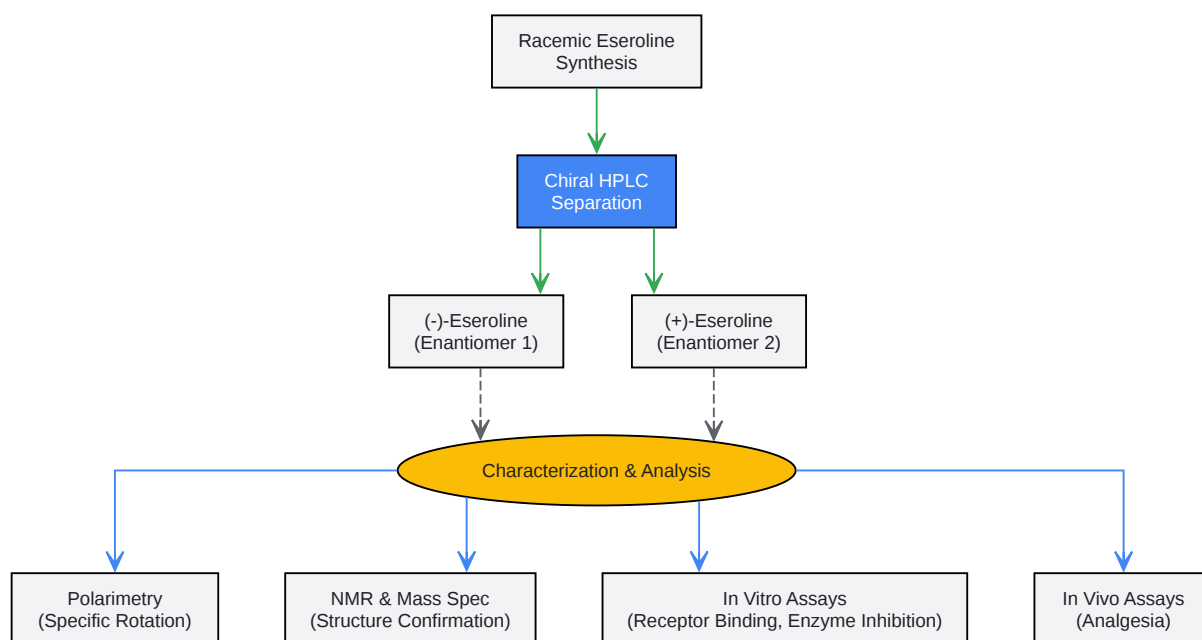 Racemic Eseroline
Synthesis
Chiral HPLC
Separation
(-)-Eseroline
(Enantiomer 1)
(+)-Eseroline
(Enantiomer 2)
Characterization & Analysis
Polarimetry
(Specific Rotation)
NMR & Mass Spec
(Structure Confirmation)
In Vitro Assays
(Receptor Binding, Enzyme Inhibition)
In Vivo Assays
(Analgesia)